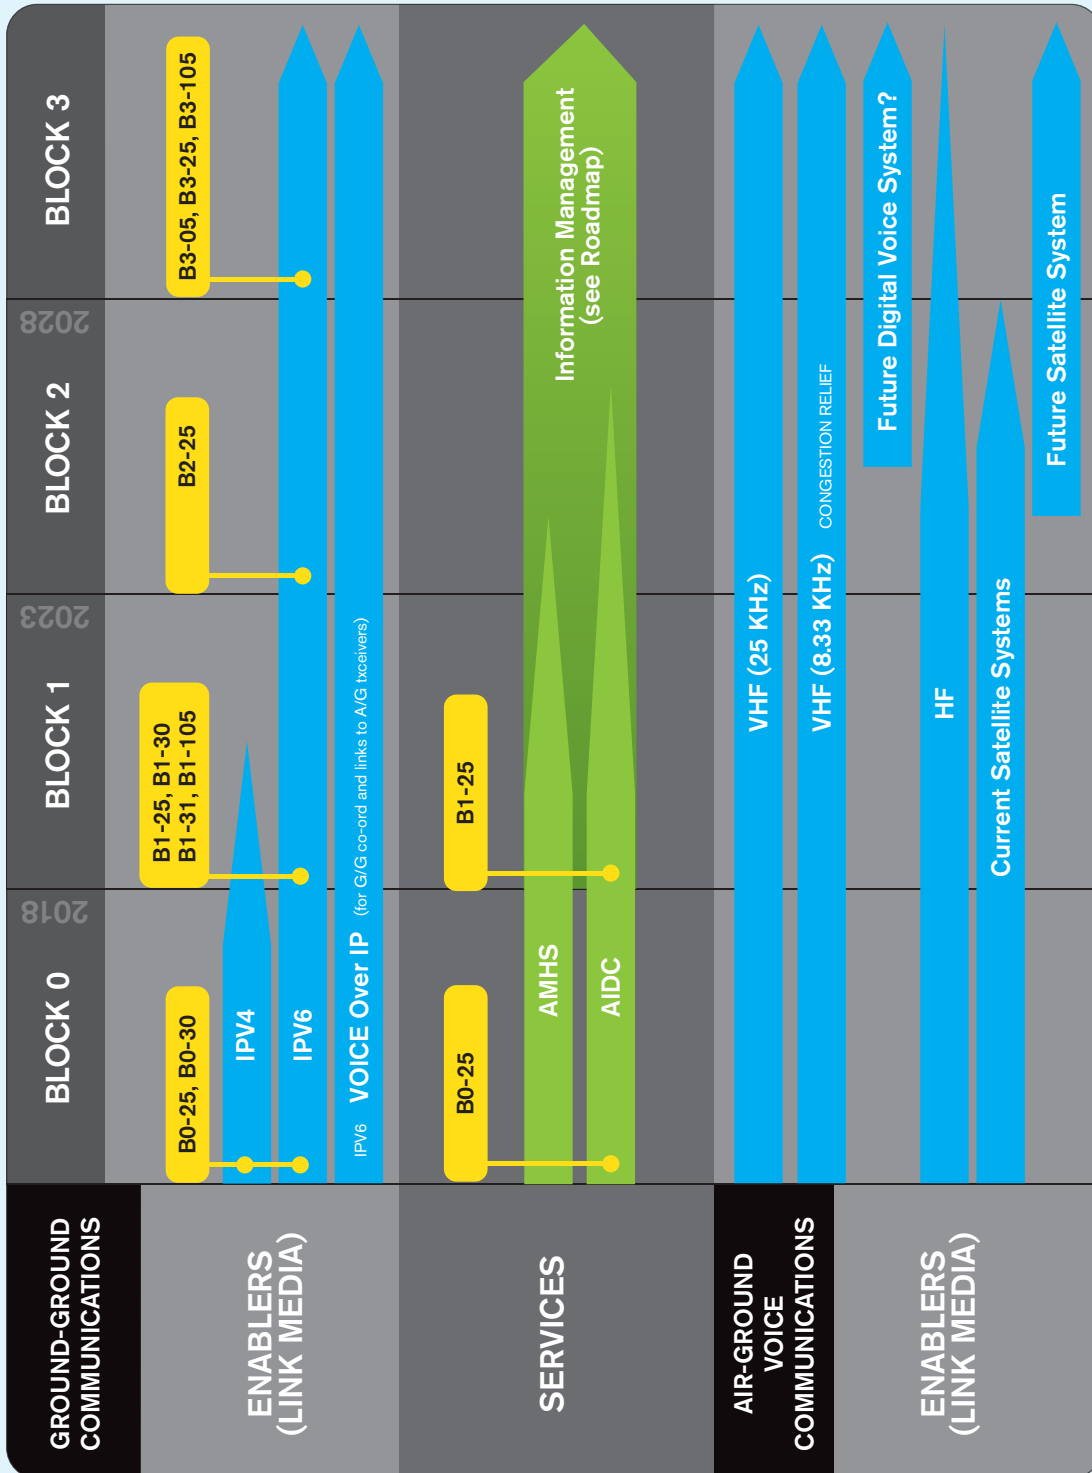 BLOCK 0
2018
BLOCK 1
2023
BLOCK 2
2028
BLOCK 3
GROUND-GROUND
COMMUNICATIONS
ENABLERS
(LINK MEDIA)
B0-25, B0-30
B1-25, B1-30
B1-31, B1-105
B2-25
B3-05, B3-25, B3-105
IPV4
IPV6
IPV6 VOICE Over IP (for G/G co-ord and links to A/G txceivers)
SERVICES
B0-25
B1-25
AMHS
AIDC
Information Management
(see Roadmap)
AIR-GROUND
VOICE
COMMUNICATIONS
ENABLERS
(LINK MEDIA)
VHF (25 KHz)
VHF (8.33 KHz) CONGESTION RELIEF
Future Digital Voice System?
HF
Current Satellite Systems
Future Satellite System